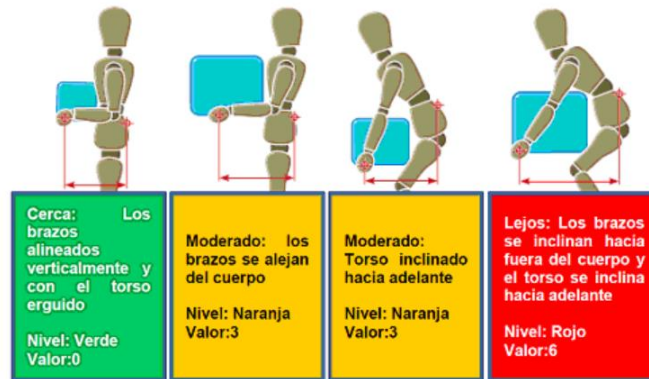 Cerca: Los
brazos
alineados
verticalmente y
con el torso
erguido
Nivel: Verde
Valor:0
Moderado: los
brazos se alejan
del cuerpo
Nivel: Naranja
Valor:3
Moderado:
Torso inclinado
hacia adelante
Nivel: Naranja
Valor:3
Lejos: Los brazos
se inclinan hacia
fuera del cuerpo y
el torso se inclina
hacia adelante
Nivel: Rojo
Valor:6